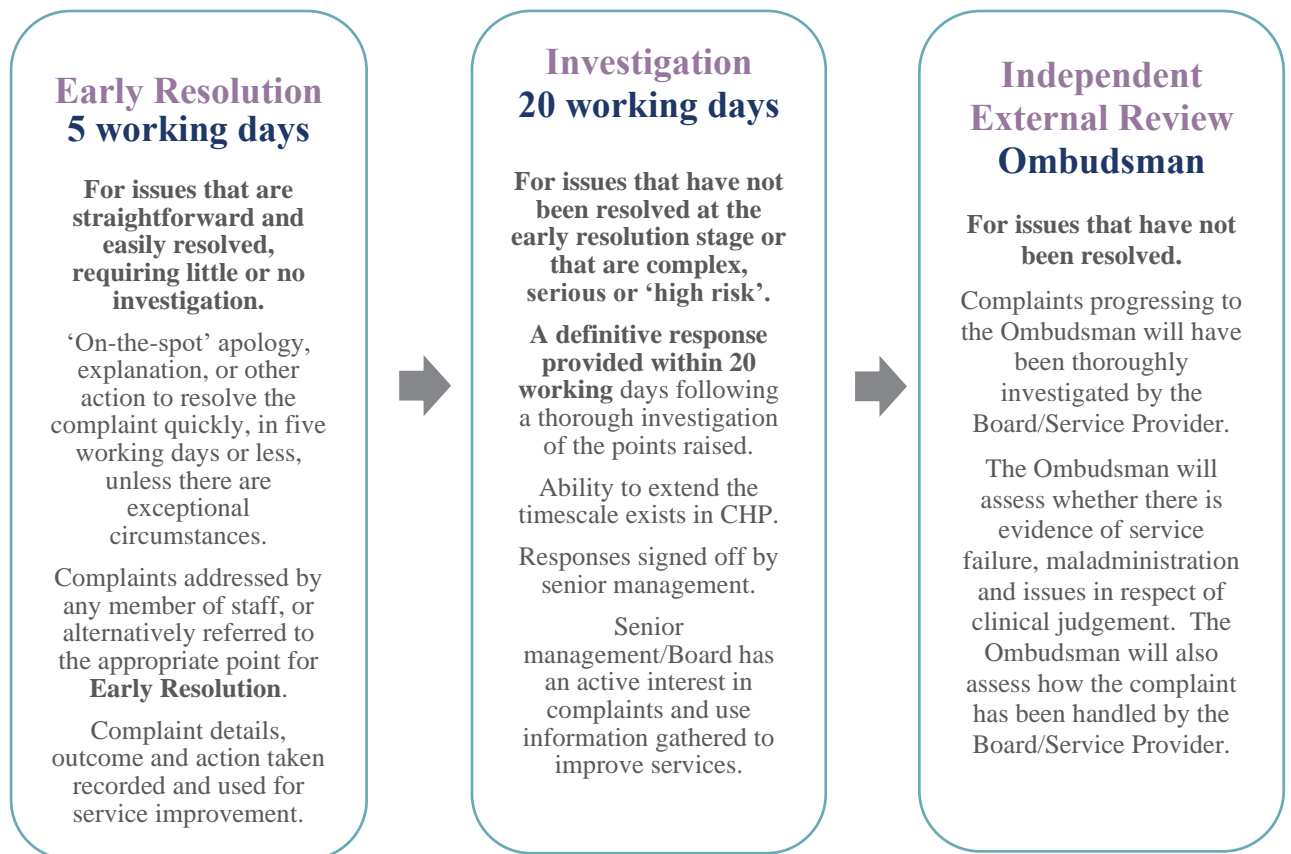 Early Resolution
5 working days
For issues that are
straightforward and
easily resolved,
requiring little or no
investigation.
‘On-the-spot’ apology,
explanation, or other
action to resolve the
complaint quickly, in five
working days or less,
unless there are
exceptional
circumstances.
Complaints addressed by
any member of staff, or
alternatively referred to
the appropriate point for
Early Resolution.
Complaint details,
outcome and action taken
recorded and used for
service improvement.
Investigation
20 working days
For issues that have not
been resolved at the
early resolution stage or
that are complex,
serious or ‘high risk’.
A definitive response
provided within 20
working days following
a thorough investigation
of the points raised.
Ability to extend the
timescale exists in CHP.
Responses signed off by
senior management.
Senior
management/Board has
an active interest in
complaints and use
information gathered to
improve services.
Independent
External Review
Ombudsman
For issues that have not
been resolved.
Complaints progressing to
the Ombudsman will have
been thoroughly
investigated by the
Board/Service Provider.
The Ombudsman will
assess whether there is
evidence of service
failure, maladministration
and issues in respect of
clinical judgement.  The
Ombudsman will also
assess how the complaint
has been handled by the
Board/Service Provider.